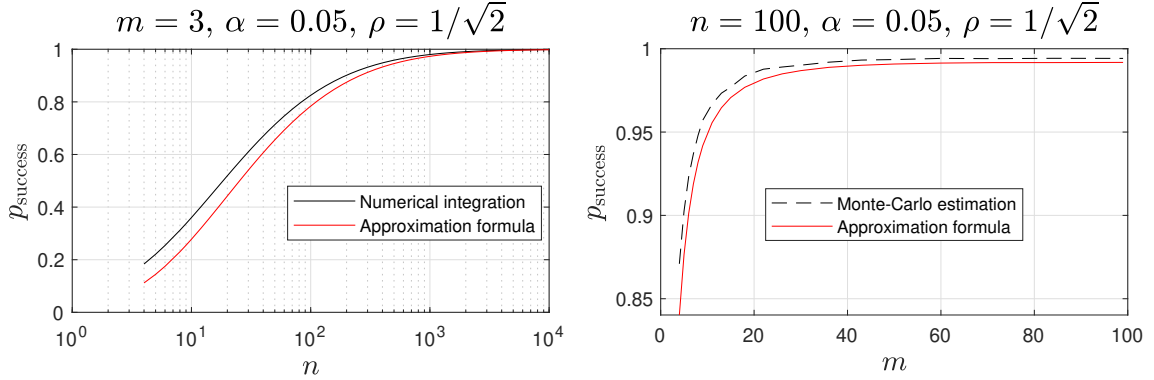 m = 3, α = 0.05, ρ = 1/√2
1
0.8
0.6
0.4
0.2
0
p_success
Numerical integration
Approximation formula
10^0 10^1 10^2 10^3 10^4
n
n = 100, α = 0.05, ρ = 1/√2
1
0.95
0.9
0.85
p_success
Monte-Carlo estimation
Approximation formula
0 20 40 60 80 100
m